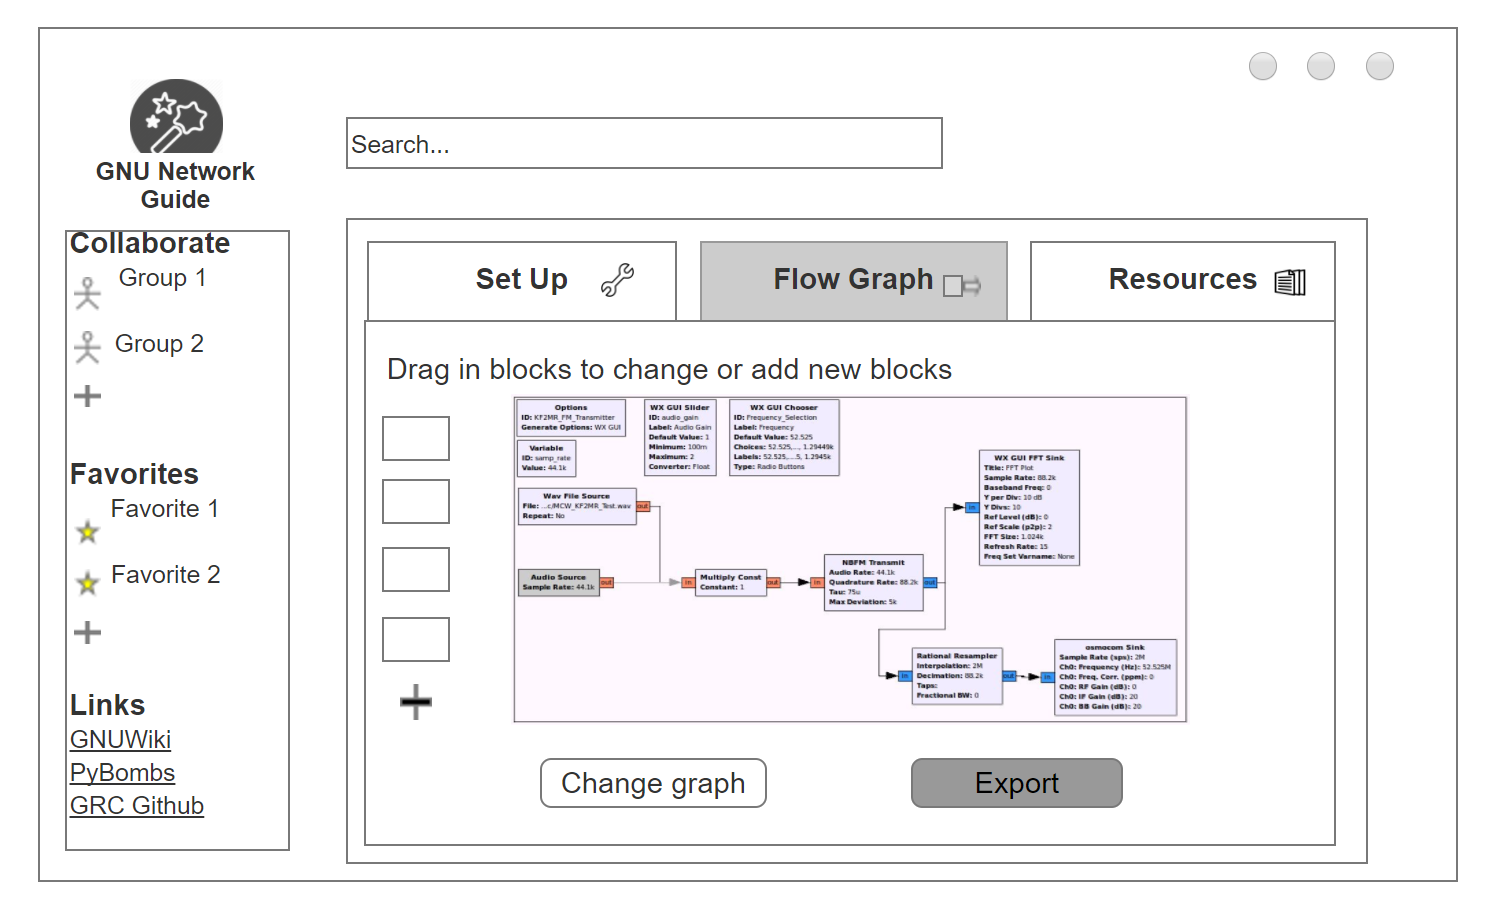 GNU Network
Guide
Search...
Collaborate
Group 1
Group 2
Favorites
Favorite 1
Favorite 2
Links
GNUWiki
PyBombs
GRC Github
Set Up
Flow Graph
Resources
Drag in blocks to change or add new blocks
Options
ID: KF2MR_FM_Transmitter
Generate Options: WX GUI
Variable
ID: samp_rate
Value: 44.1k
WX GUI Slider
ID: audio_gain
Label: Audio Gain
Default Value: 1
Minimum: 100m
Maximum: 2
Converter: Float
WX GUI Chooser
ID: Frequency_Selection
Label: Frequency
Default Value: 52.525
Choices: 52.525,..., 1.29449k
Labels: 52.525,....5, 1.2945k
Type: Radio Buttons
Wav File Source
File: ...c/MCW_KF2MR_Test.wav
Repeat: No
out
Audio Source
Sample Rate: 44.1k
out
in
Multiply Const
Constant: 1
out
in
NBFM Transmit
Audio Rate: 44.1k
Quadrature Rate: 88.2k
Tau: 75u
Max Deviation: 5k
out
in
WX GUI FFT Sink
Title: FFT Plot
Sample Rate: 88.2k
Baseband Freq: 0
Y per Div: 10 dB
Y Divs: 10
Ref Level (dB): 0
Ref Scale (p2p): 2
FFT Size: 1.024k
Refresh Rate: 15
Freq Set Varname: None
in
Rational Resampler
Interpolation: 2M
Decimation: 88.2k
Taps:
Fractional BW: 0
out
in
osmocom Sink
Sample Rate (sps): 2M
Ch0: Frequency (Hz): 52.525M
Ch0: Freq. Corr. (ppm): 0
Ch0: RF Gain (dB): 0
Ch0: IF Gain (dB): 20
Ch0: BB Gain (dB): 20
Change graph
Export